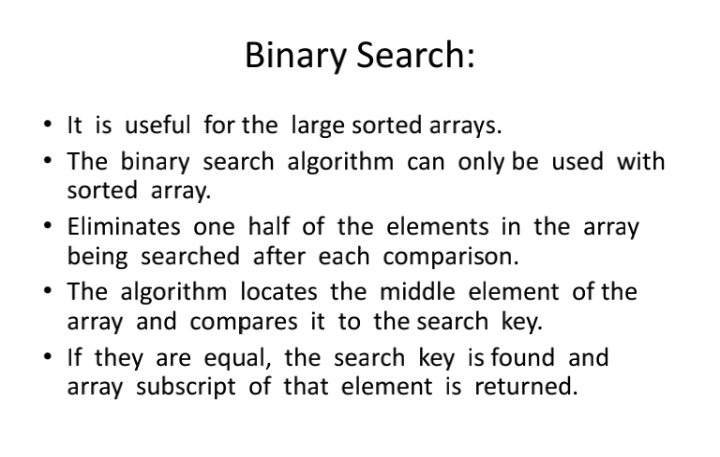 Binary Search:
• It is useful for the large sorted arrays.
• The binary search algorithm can only be used with
sorted array.
• Eliminates one half of the elements in the array
being searched after each comparison.
• The algorithm locates the middle element of the
array and compares it to the search key.
• If they are equal, the search key is found and
array subscript of that element is returned.